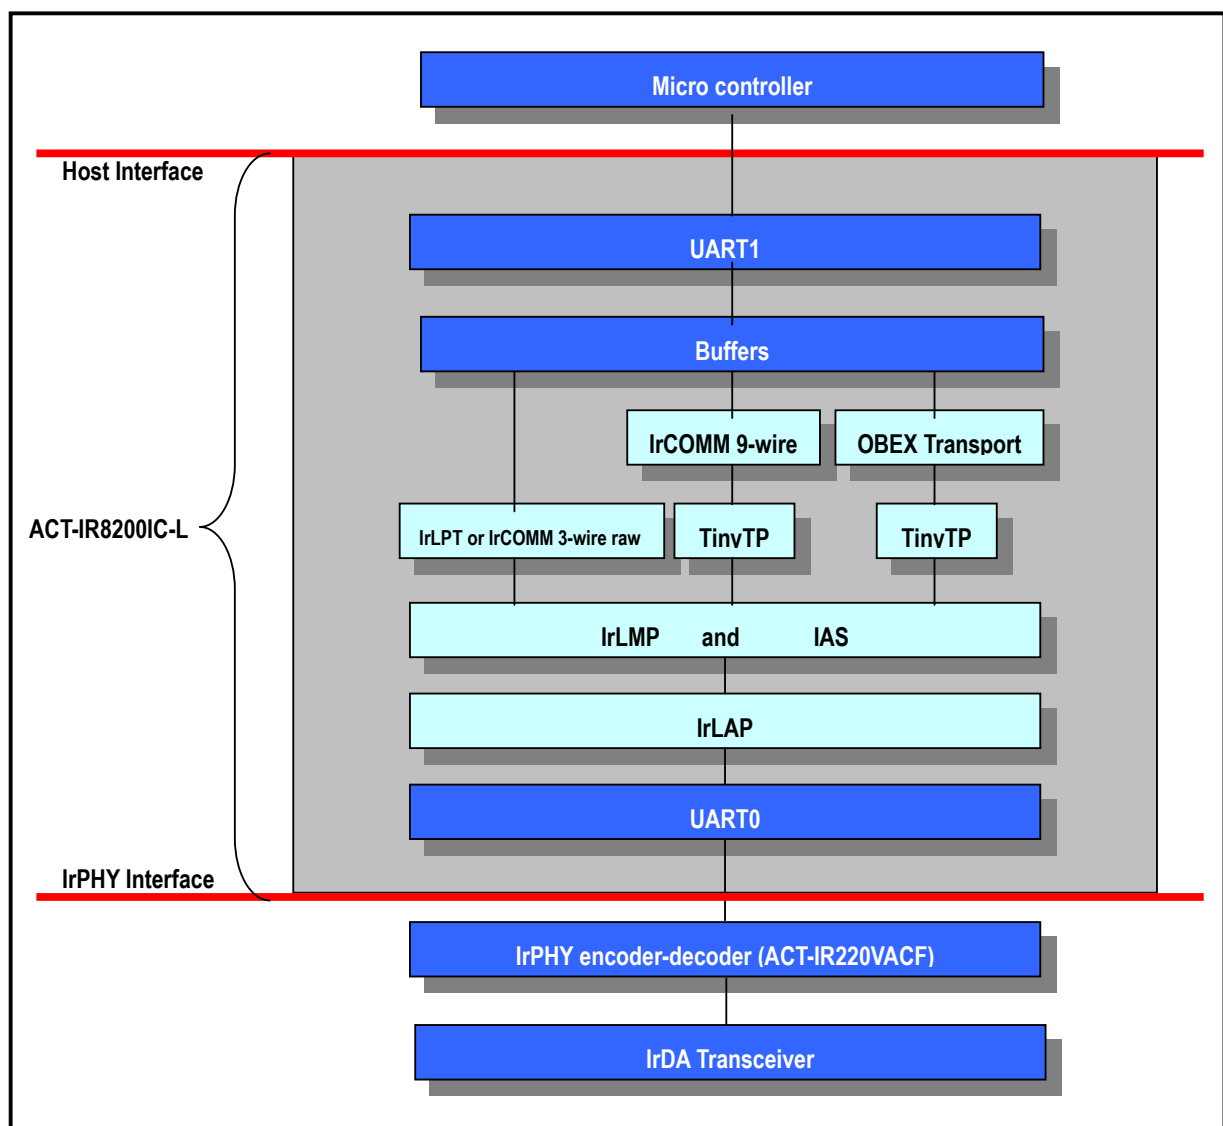 Micro controller
Host Interface
UART1
Buffers
IrCOMM 9-wire
OBEX Transport
ACT-IR8200IC-L
IrLPT or IrCOMM 3-wire raw
TinyTP
TinyTP
IrLMP and IAS
IrLAP
UART0
IrPHY Interface
IrPHY encoder-decoder (ACT-IR220VACF)
IrDA Transceiver